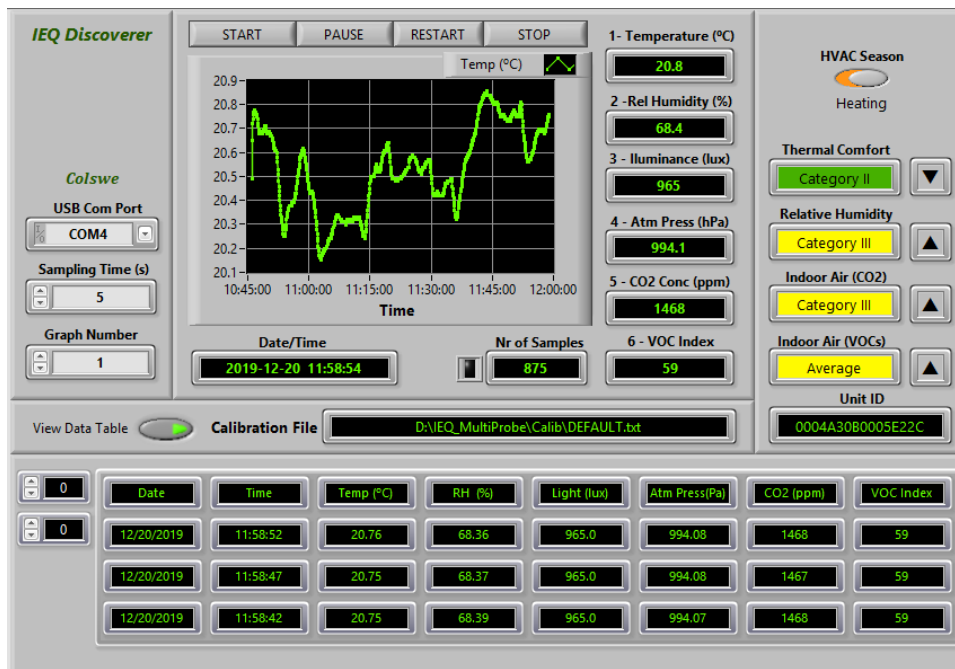 IEQ Discoverer
START PAUSE RESTART STOP
Temp (ºC)
20.9
20.8
20.7
20.6
20.5
20.4
20.3
20.2
20.1
10:45:00 11:00:00 11:15:00 11:30:00 11:45:00 12:00:00
Time
Colswe
USB Com Port
I/O COM4
Sampling Time (s)
5
Graph Number
1
Date/Time
2019-12-20 11:58:54
Nr of Samples
875
1- Temperature (ºC)
20.8
2 -Rel Humidity (%)
68.4
3 - Iluminance (lux)
965
4 - Atm Press (hPa)
994.1
5 - CO2 Conc (ppm)
1468
6 - VOC Index
59
HVAC Season
Heating
Thermal Comfort
Category II
Relative Humidity
Category III
Indoor Air (CO2)
Category III
Indoor Air (VOCs)
Average
Unit ID
0004A30B0005E22C
View Data Table
Calibration File
D:\IEQ_MultiProbe\Calib\DEFAULT.txt
0
0
Date Time Temp (ºC) RH (%) Light (lux) Atm Press(Pa) CO2 (ppm) VOC Index
12/20/2019 11:58:52 20.76 68.36 965.0 994.08 1468 59
12/20/2019 11:58:47 20.75 68.37 965.0 994.08 1467 59
12/20/2019 11:58:42 20.75 68.39 965.0 994.07 1468 59